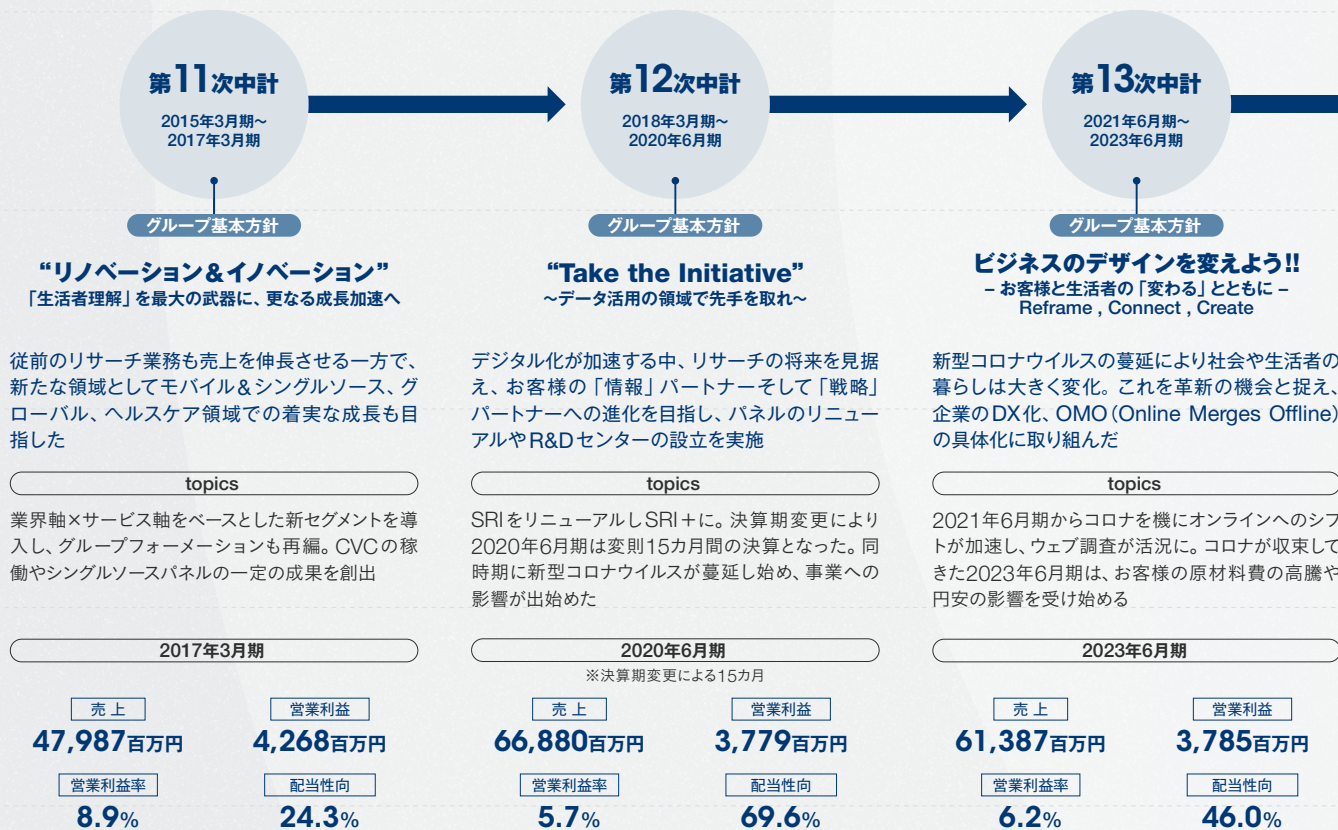 第11次中計
2015年3月期～
2017年3月期
グループ基本方針
“リノベーション＆イノベーション”
「生活者理解」を最大の武器に、更なる成長加速へ
従前のリサーチ業務も売上を伸長させる一方で、
新たな領域としてモバイル＆シングルソース、グ
ローバル、ヘルスケア領域での着実な成長も目
指した
topics
業界軸×サービス軸をベースとした新セグメントを導
入し、グループフォーメーションも再編。CVCの稼
働やシングルソースパネルの一定の成果を創出
2017年3月期
売 上
47,987百万円
営業利益
4,268百万円
営業利益率
8.9%
配当性向
24.3%
第12次中計
2018年3月期～
2020年6月期
グループ基本方針
“Take the Initiative”
～データ活用の領域で先手を取れ～
デジタル化が加速する中、リサーチの将来を見据
え、お客様の「情報」パートナーそして「戦略」
パートナーへの進化を目指し、パネルのリニュー
アルやR&Dセンターの設立を実施
topics
SRIをリニューアルしSRI＋に。決算期変更により
2020年6月期は変則15カ月間の決算となった。同
時期に新型コロナウイルスが蔓延し始め、事業への
影響が出始めた
2020年6月期
※決算期変更による15カ月
売 上
66,880百万円
営業利益
3,779百万円
営業利益率
5.7%
配当性向
69.6%
第13次中計
2021年6月期～
2023年6月期
グループ基本方針
ビジネスのデザインを変えよう!!
– お客様と生活者の「変わる」とともに –
Reframe , Connect , Create
新型コロナウイルスの蔓延により社会や生活者の
暮らしは大きく変化。これを革新の機会と捉え、
企業のDX化、OMO（Online Merges Offline）
の具体化に取り組んだ
topics
2021年6月期からコロナを機にオンラインへのシフ
トが加速し、ウェブ調査が活況に。コロナが収束して
きた2023年6月期は、お客様の原材料費の高騰や
円安の影響を受け始める
2023年6月期
売 上
61,387百万円
営業利益
3,785百万円
営業利益率
6.2%
配当性向
46.0%